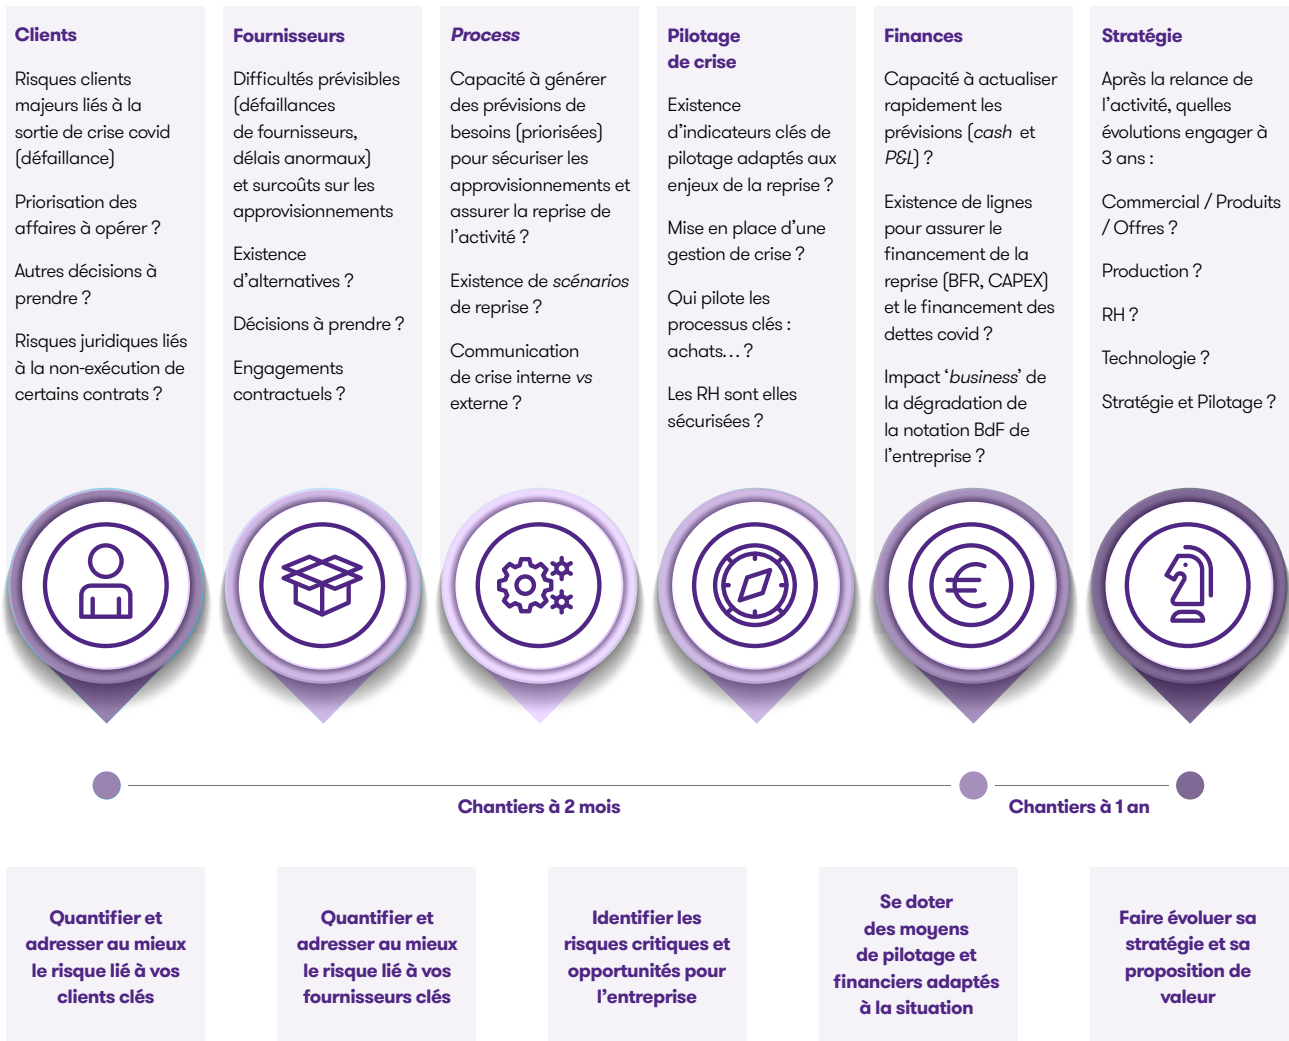 Clients
Risques clients
majeurs liés à la
sortie de crise covid
(défaillance)
Priorisation des
affaires à opérer ?
Autres décisions à
prendre ?
Risques juridiques liés
à la non-exécution de
certains contrats ?
Fournisseurs
Difficultés prévisibles
(défaillances
de fournisseurs,
délais anormaux)
et surcoûts sur les
approvisionnements
Existence
d’alternatives ?
Décisions à prendre ?
Engagements
contractuels ?
Process
Capacité à générer
des prévisions de
besoins (priorisées)
pour sécuriser les
approvisionnements et
assurer la reprise de
l’activité ?
Existence de scénarios
de reprise ?
Communication
de crise interne vs
externe ?
Pilotage
de crise
Existence
d’indicateurs clés de
pilotage adaptés aux
enjeux de la reprise ?
Mise en place d’une
gestion de crise ?
Qui pilote les
processus clés :
achats... ?
Les RH sont elles
sécurisées ?
Finances
Capacité à actualiser
rapidement les
prévisions (cash et
P&L) ?
Existence de lignes
pour assurer le
financement de la
reprise (BFR, CAPEX)
et le financement des
dettes covid ?
Impact ‘business’ de
la dégradation de
la notation BdF de
l’entreprise ?
Stratégie
Après la relance de
l’activité, quelles
évolutions engager à
3 ans :
Commercial / Produits
/ Offres ?
Production ?
RH ?
Technologie ?
Stratégie et Pilotage ?
Chantiers à 2 mois
Chantiers à 1 an
Quantifier et
adresser au mieux
le risque lié à vos
clients clés
Quantifier et
adresser au mieux
le risque lié à vos
fournisseurs clés
Identifier les
risques critiques et
opportunités pour
l’entreprise
Se doter
des moyens
de pilotage et
financiers adaptés
à la situation
Faire évoluer sa
stratégie et sa
proposition de
valeur